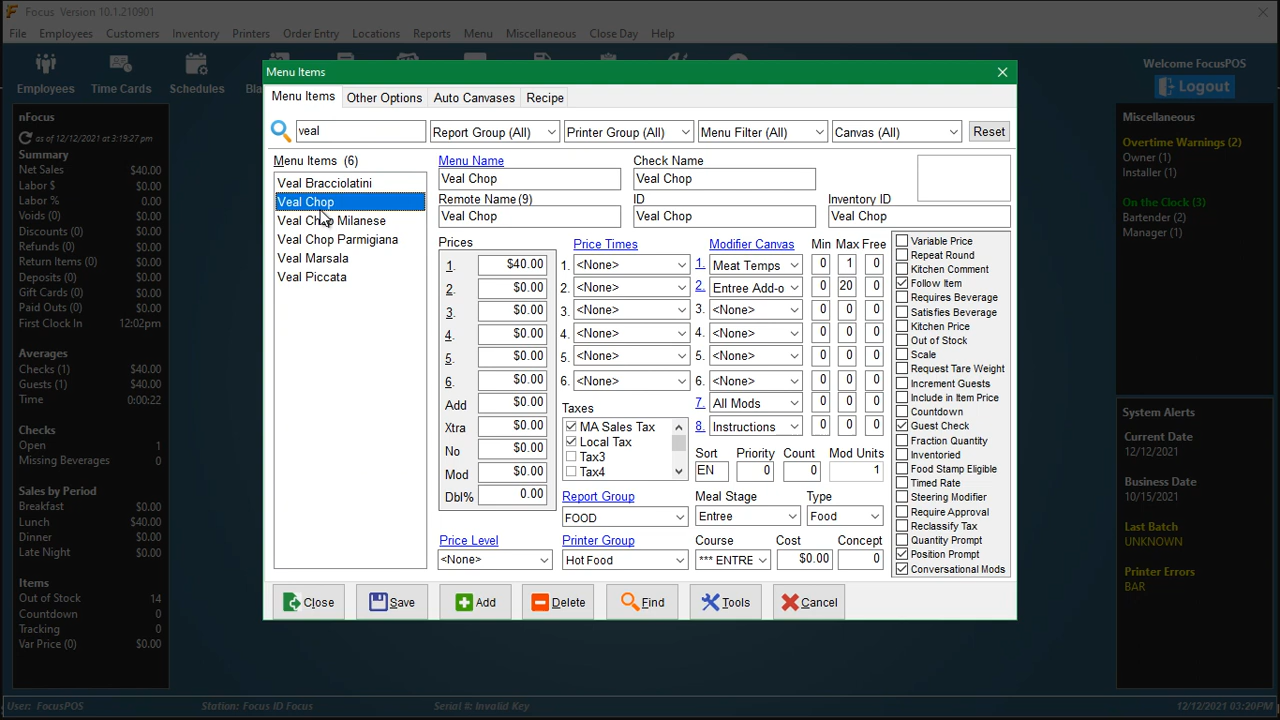 Focus Version 10.1.210901
File Employees Customers Inventory Printers Order Entry Locations Reports Menu Miscellaneous Close Day Help
Employees Time Cards Schedules
Welcome FocusPOS
Logout
nFocus
as of 12/12/2021 at 3:19:27 pm
Summary
Net Sales $40.00
Labor $ $0.00
Labor % 0.00
Voids (0) $0.00
Discounts (0) $0.00
Refunds (0) $0.00
Return Items (0) $0.00
Deposits (0) $0.00
Gift Cards (0) $0.00
Paid Outs (0) $0.00
First Clock In 12:02pm
Averages
Checks (1) $40.00
Guests (1) $40.00
Time 0:00:22
Checks
Open 1
Missing Beverages 0
Sales by Period
Breakfast $0.00
Lunch $40.00
Dinner $0.00
Late Night $0.00
Items
Out of Stock 14
Countdown 0
Tracking 0
Var Price (0) $0.00
Menu Items
Menu Items Other Options Auto Canvases Recipe
veal Report Group (All) Printer Group (All) Menu Filter (All) Canvas (All) Reset
Menu Items (6)
Veal Bracciolatini
Veal Chop
Veal Chop Milanese
Veal Chop Parmigiana
Veal Marsala
Veal Piccata
Menu Name Check Name
Veal Chop Veal Chop
Remote Name (9) ID Inventory ID
Veal Chop Veal Chop Veal Chop
Prices Price Times Modifier Canvas Min Max Free
1. $40.00 1. <None> 1. Meat Temps 0 1 0
2. $0.00 2. <None> 2. Entree Add-o 0 20 0
3. $0.00 3. <None> 3. <None> 0 0 0
4. $0.00 4. <None> 4. <None> 0 0 0
5. $0.00 5. <None> 5. <None> 0 0 0
6. $0.00 6. <None> 6. <None> 0 0 0
Add $0.00 7. All Mods 0 0 0
Xtra $0.00 8. Instructions 0 0 0
No $0.00
Mod $0.00
Dbl% 0.00
Taxes
MA Sales Tax
Local Tax
Tax3
Tax4
Sort Priority Count Mod Units
EN 0 0 1
Report Group Meal Stage Type
FOOD Entree Food
Price Level Printer Group Course Cost Concept
<None> Hot Food *** ENTRE $0.00 0
Variable Price
Repeat Round
Kitchen Comment
Follow Item
Requires Beverage
Satisfies Beverage
Kitchen Price
Out of Stock
Scale
Request Tare Weight
Increment Guests
Include in Item Price
Countdown
Guest Check
Fraction Quantity
Inventoried
Food Stamp Eligible
Timed Rate
Steering Modifier
Require Approval
Reclassify Tax
Quantity Prompt
Position Prompt
Conversational Mods
Close Save Add Delete Find Tools Cancel
Miscellaneous
Overtime Warnings (2)
Owner (1)
Installer (1)
On the Clock (3)
Bartender (2)
Manager (1)
System Alerts
Current Date
12/12/2021
Business Date
10/15/2021
Last Batch
UNKNOWN
Printer Errors
BAR
User: FocusPOS Station: Focus ID Focus Serial #: Invalid Key 12/12/2021 03:20PM